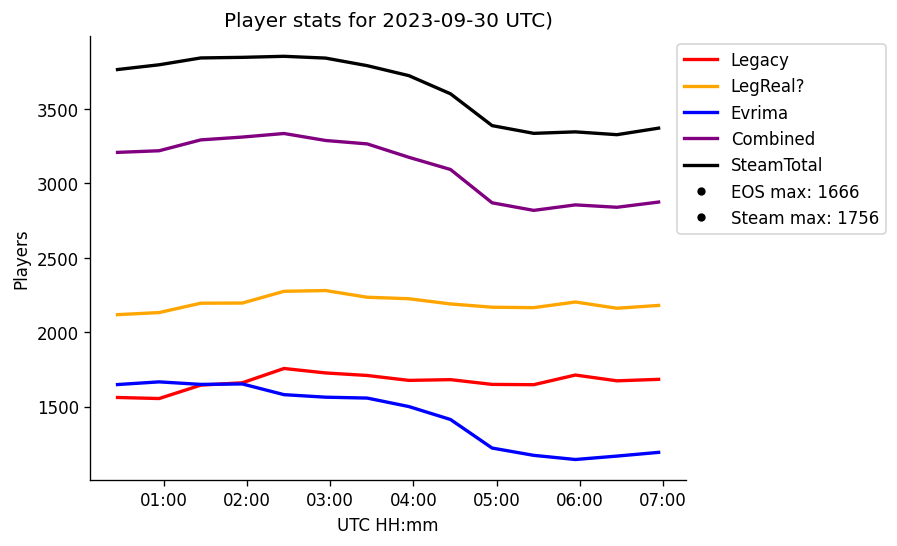 Player stats for 2023-09-30 UTC)
Players
3500
3000
2500
2000
1500
01:00 02:00 03:00 04:00 05:00 06:00 07:00
UTC HH:mm
Legacy
LegReal?
Evrima
Combined
SteamTotal
EOS max: 1666
Steam max: 1756